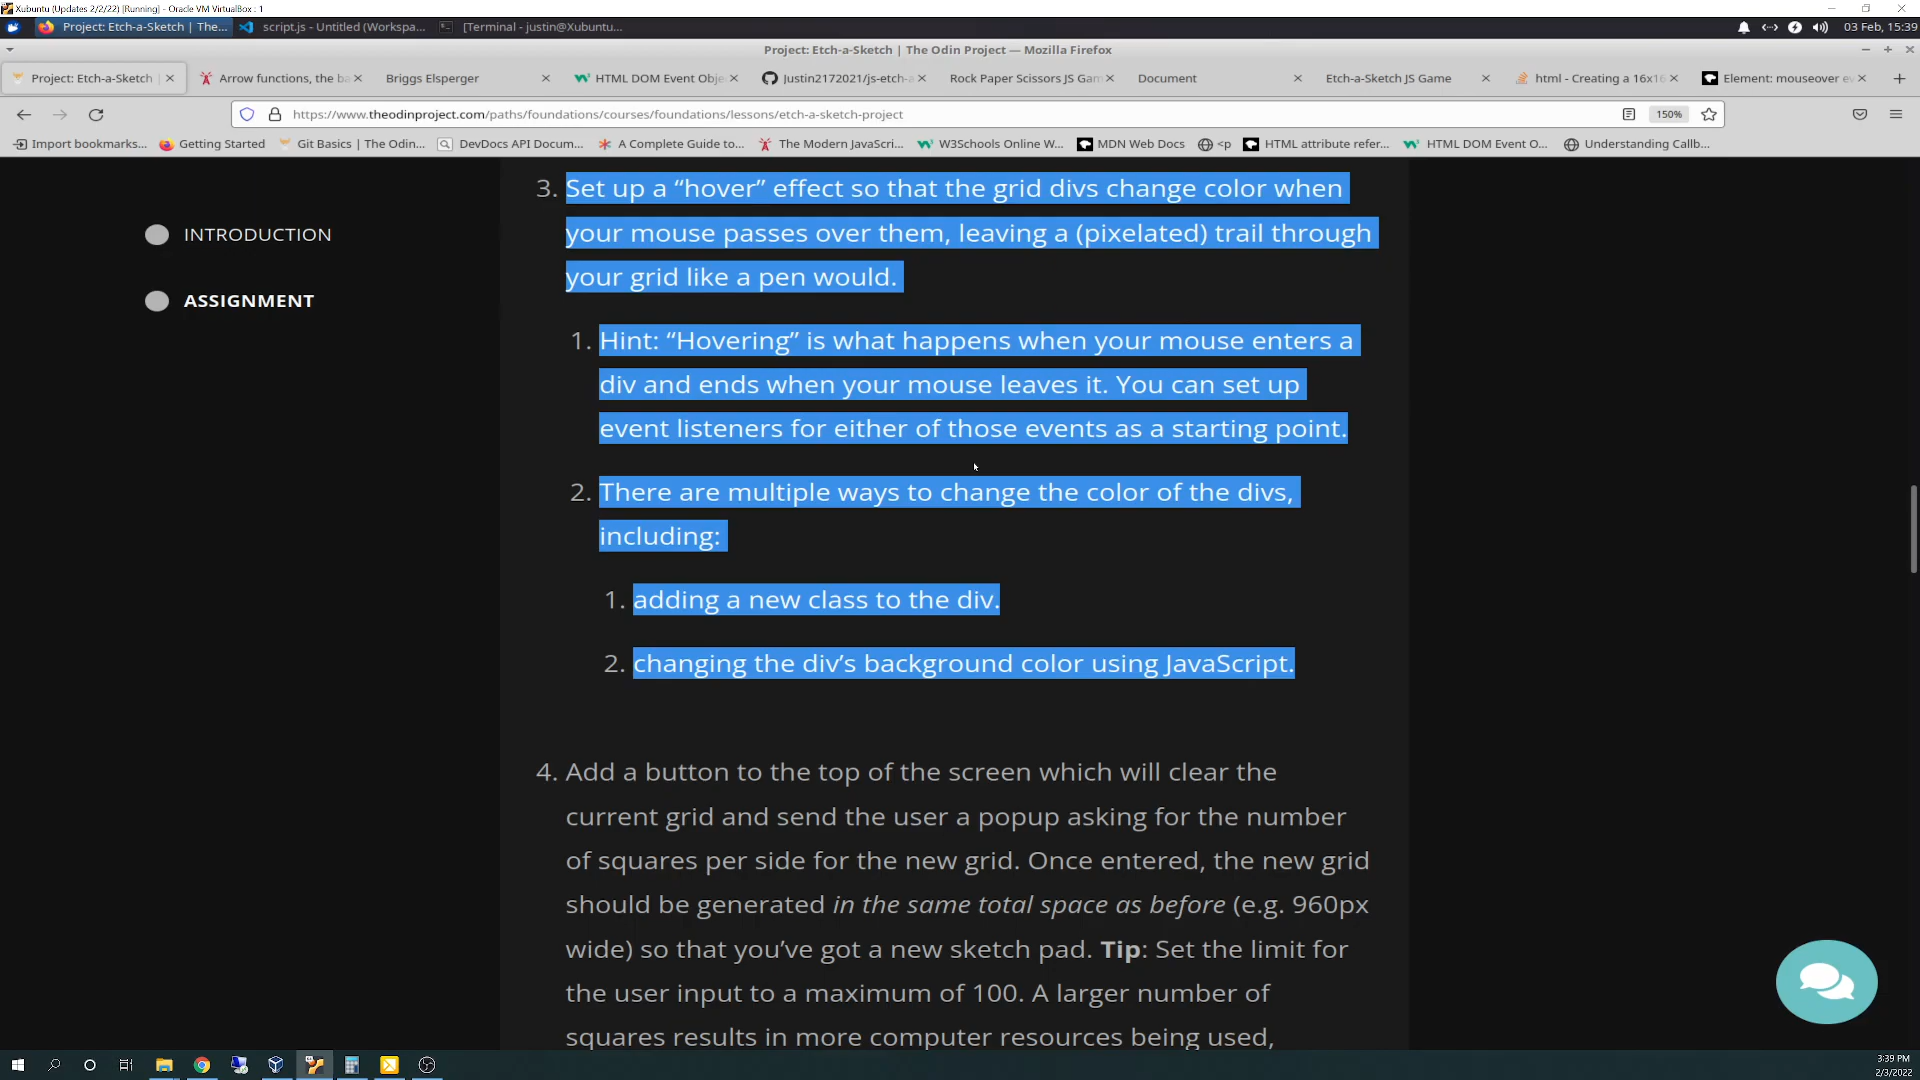 Xubuntu (Updates 2/2/22) [Running] - Oracle VM VirtualBox : 1
Project: Etch-a-Sketch | The... script.js - Untitled (Workspa... [Terminal - justin@Xubuntu... 03 Feb, 15:39
Project: Etch-a-Sketch | The Odin Project — Mozilla Firefox
Project: Etch-a-Sketch Arrow functions, the ba Briggs Elsperger HTML DOM Event Obje Justin2172021/js-etch-a Rock Paper Scissors JS Gam Document Etch-a-Sketch JS Game html - Creating a 16x16 Element: mouseover ev
https://www.theodinproject.com/paths/foundations/courses/foundations/lessons/etch-a-sketch-project 150%
Import bookmarks... Getting Started Git Basics | The Odin... DevDocs API Docum... A Complete Guide to... The Modern JavaScri... W3Schools Online W... MDN Web Docs <p HTML attribute refer... HTML DOM Event O... Understanding Callb...
INTRODUCTION
ASSIGNMENT
3. Set up a “hover” effect so that the grid divs change color when
your mouse passes over them, leaving a (pixelated) trail through
your grid like a pen would.
1. Hint: “Hovering” is what happens when your mouse enters a
div and ends when your mouse leaves it. You can set up
event listeners for either of those events as a starting point.
2. There are multiple ways to change the color of the divs,
including:
1. adding a new class to the div.
2. changing the div’s background color using JavaScript.
4. Add a button to the top of the screen which will clear the
current grid and send the user a popup asking for the number
of squares per side for the new grid. Once entered, the new grid
should be generated in the same total space as before (e.g. 960px
wide) so that you’ve got a new sketch pad. Tip: Set the limit for
the user input to a maximum of 100. A larger number of
squares results in more computer resources being used,
3:39 PM
2/3/2022